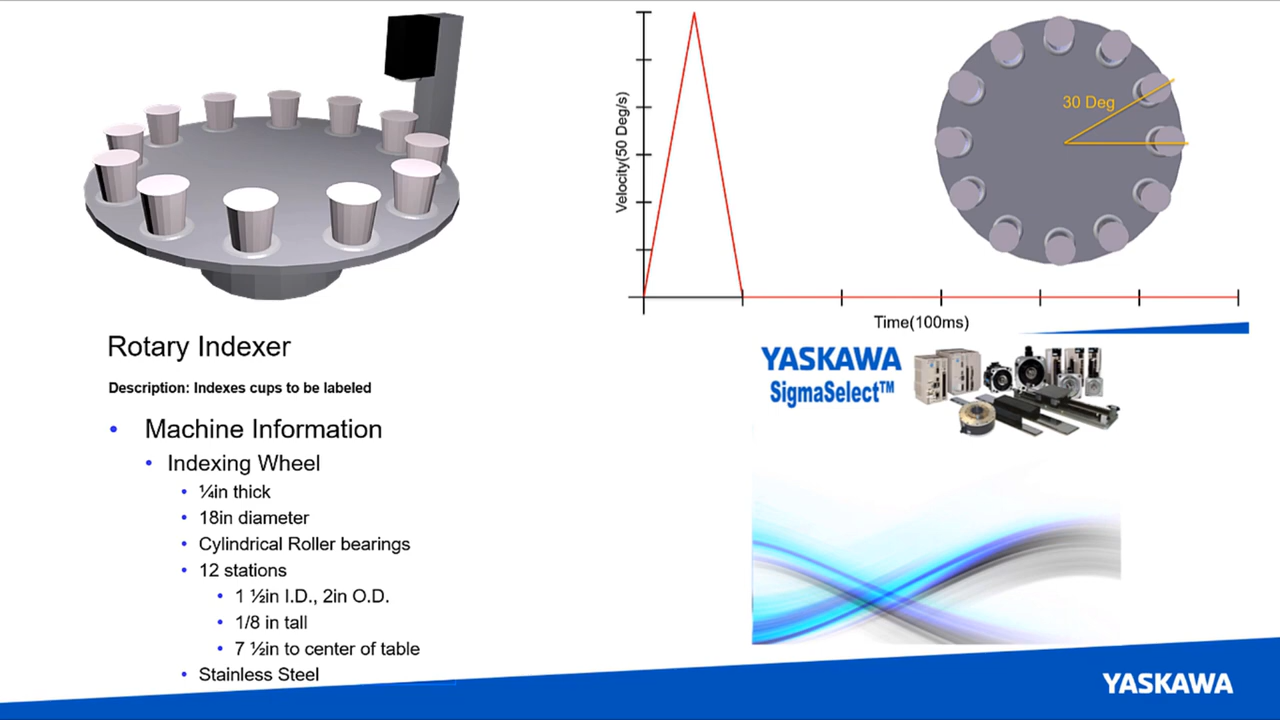 Velocity(50 Deg/s)
30 Deg
Time(100ms)
Rotary Indexer
Description: Indexes cups to be labeled
• Machine Information
• Indexing Wheel
• ¼in thick
• 18in diameter
• Cylindrical Roller bearings
• 12 stations
• 1 ½in I.D., 2in O.D.
• 1/8 in tall
• 7 ½in to center of table
• Stainless Steel
YASKAWA
SigmaSelect™
YASKAWA